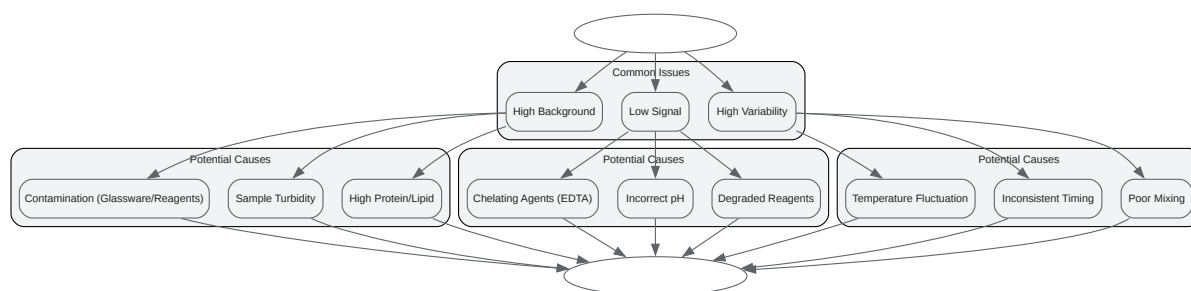 Common Issues
High Background
Low Signal
High Variability
Potential Causes
Potential Causes
Potential Causes
Contamination (Glassware/Reagents)
Sample Turbidity
High Protein/Lipid
Chelating Agents (EDTA)
Incorrect pH
Degraded Reagents
Temperature Fluctuation
Inconsistent Timing
Poor Mixing